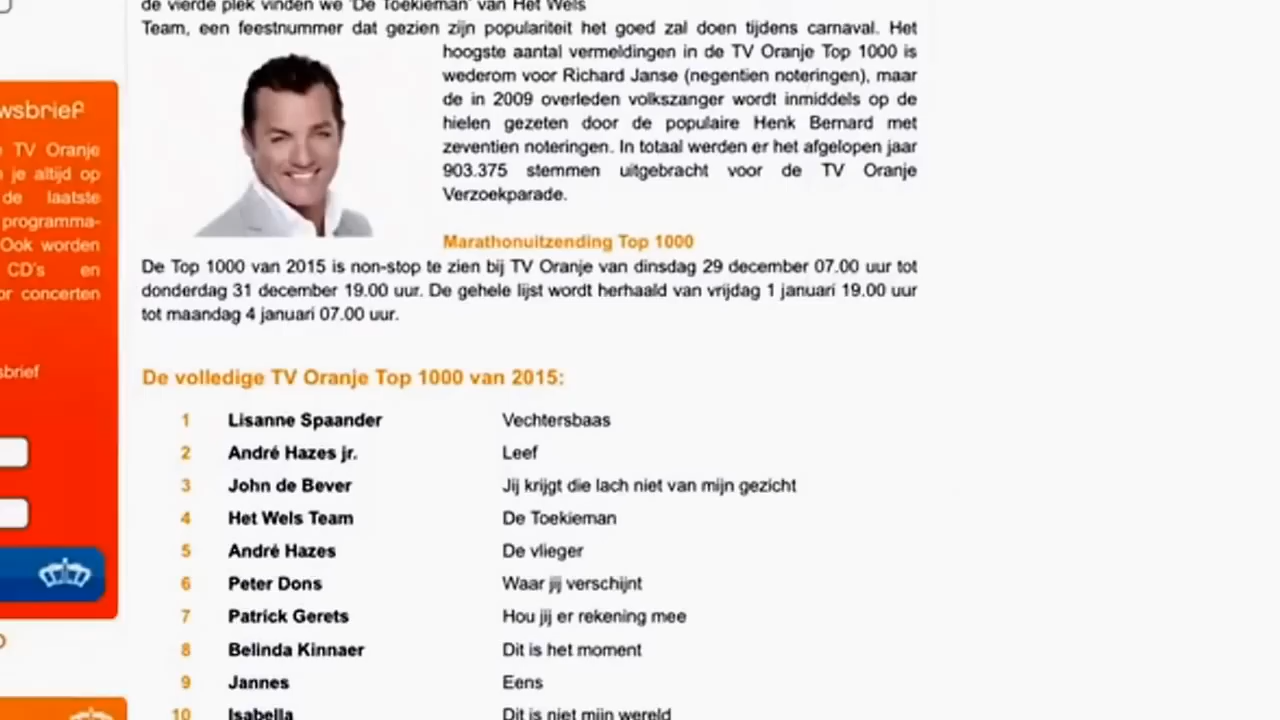 de vierde plek vinden we 'De Toekieman' van Het Wels
Team, een feestnummer dat gezien zijn populariteit het goed zal doen tijdens carnaval. Het
hoogste aantal vermeldingen in de TV Oranje Top 1000 is
wederom voor Richard Janse (negentien noteringen), maar
de in 2009 overleden volkszanger wordt inmiddels op de
hielen gezeten door de populaire Henk Bernard met
zeventien noteringen. In totaal werden er het afgelopen jaar
903.375 stemmen uitgebracht voor de TV Oranje
Verzoekparade.
Marathonuitzending Top 1000
De Top 1000 van 2015 is non-stop te zien bij TV Oranje van dinsdag 29 december 07.00 uur tot
donderdag 31 december 19.00 uur. De gehele lijst wordt herhaald van vrijdag 1 januari 19.00 uur
tot maandag 4 januari 07.00 uur.
De volledige TV Oranje Top 1000 van 2015:
1 Lisanne Spaander Vechtersbaas
2 André Hazes jr. Leef
3 John de Bever Jij krijgt die lach niet van mijn gezicht
4 Het Wels Team De Toekieman
5 André Hazes De vlieger
6 Peter Dons Waar jij verschijnt
7 Patrick Gerets Hou jij er rekening mee
8 Belinda Kinnaer Dit is het moment
9 Jannes Eens
10 Isabella Dit is niet mijn wereld
wsbrief
TV Oranje
je altijd op
de laatste
programma-
Ook worden
CD's en
or concerten
sbrief